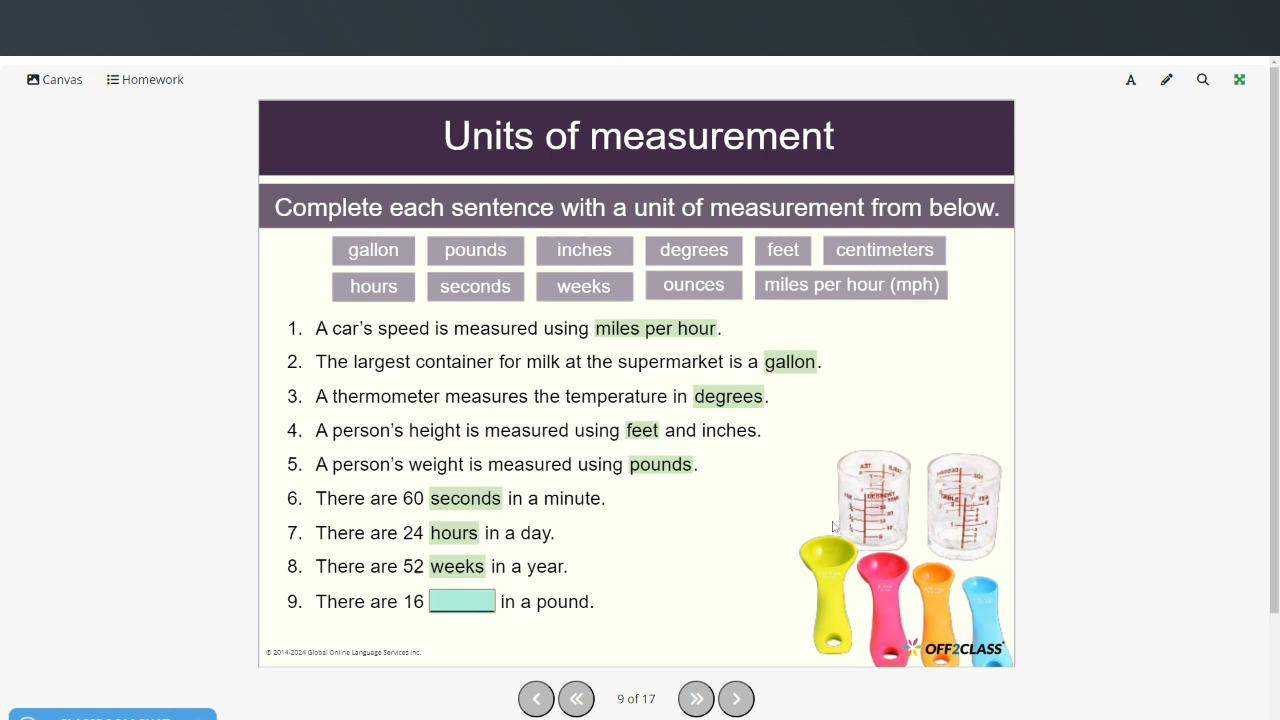 Canvas Homework
Units of measurement
Complete each sentence with a unit of measurement from below.
gallon pounds inches degrees feet centimeters
hours seconds weeks ounces miles per hour (mph)
1. A car's speed is measured using miles per hour.
2. The largest container for milk at the supermarket is a gallon.
3. A thermometer measures the temperature in degrees.
4. A person's height is measured using feet and inches.
5. A person's weight is measured using pounds.
6. There are 60 seconds in a minute.
7. There are 24 hours in a day.
8. There are 52 weeks in a year.
9. There are 16 in a pound.
© 2014-2024 Global Online Language Services Inc.
OFF2CLASS
9 of 17